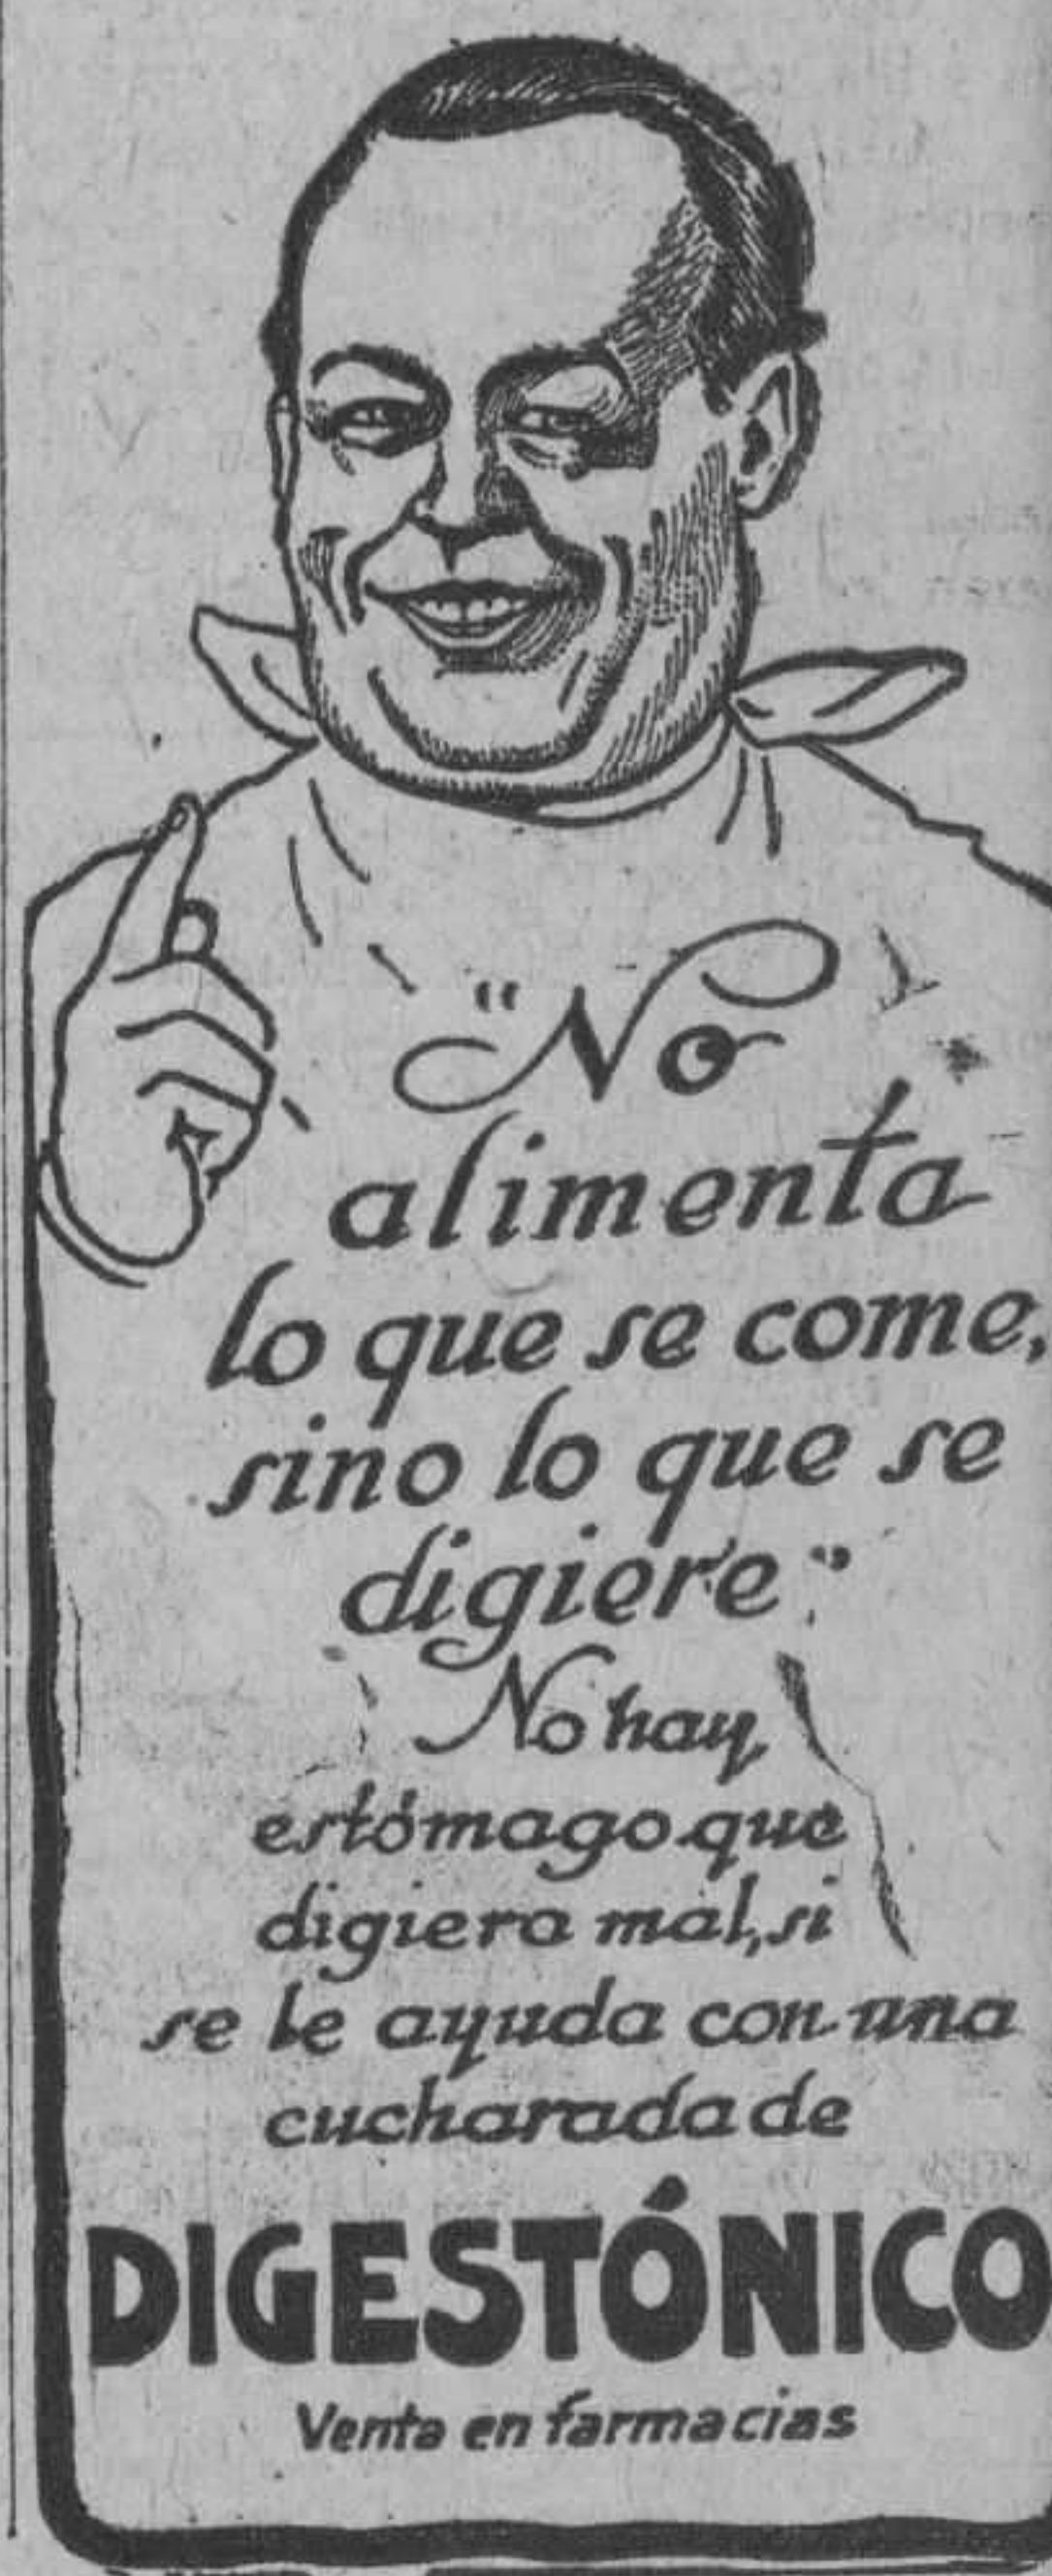 "No
alimenta
lo que se come,
sino lo que se
digiere"
No hay
estómago que
digiera mal, si
se le ayuda con una
cucharada de
DIGESTÓNICO
Venta en farmacias